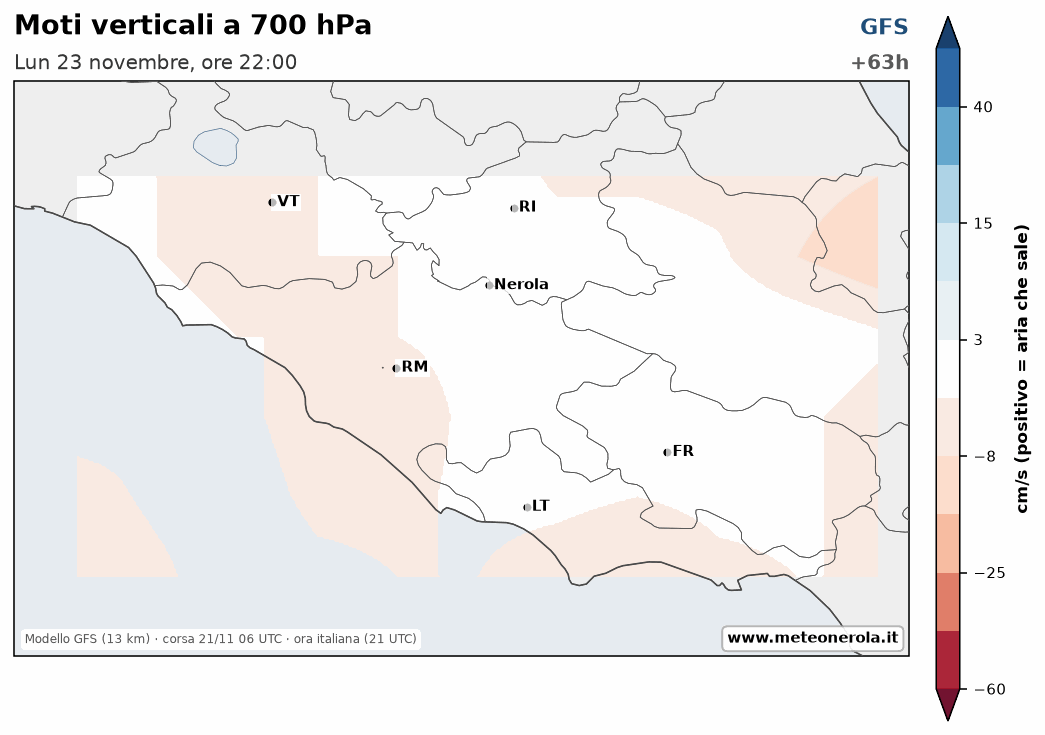 Moti verticali a 700 hPa
GFS
Lun 23 novembre, ore 22:00
+63h
VT
RI
Nerola
RM
FR
LT
40
15
3
−8
−25
−60
cm/s (positivo = aria che sale)
Modello GFS (13 km) · corsa 21/11 06 UTC · ora italiana (21 UTC)
www.meteonerola.it